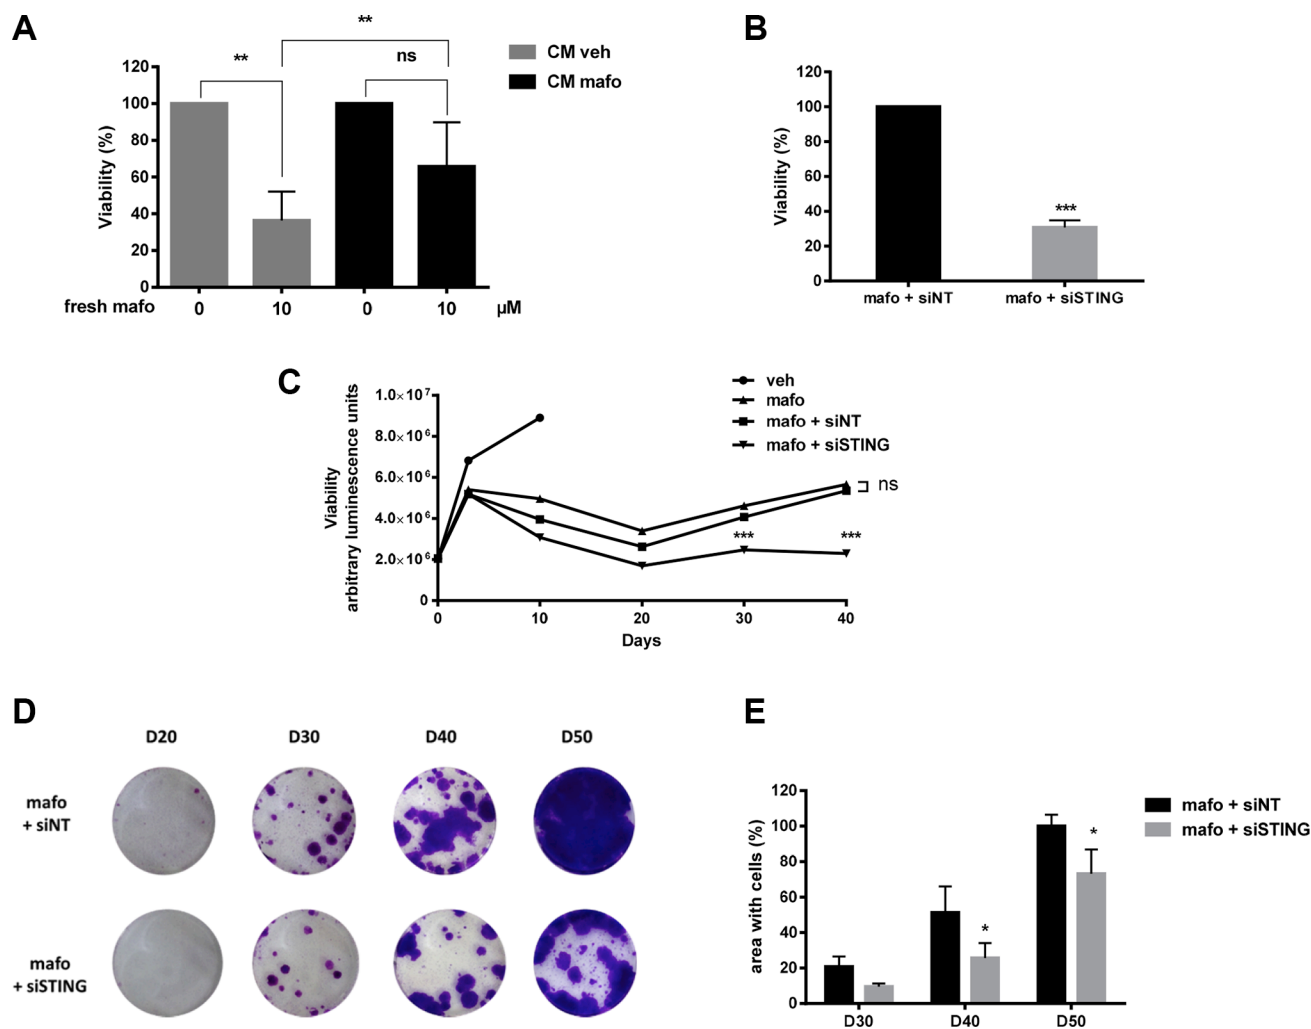 A
**
**
ns
CM veh
CM mafo
Viability (%)
120
100
80
60
40
20
0
fresh mafo 0 10 0 10 µM
B
Viability (%)
120
100
80
60
40
20
0
***
mafo + siNT mafo + siSTING
C
Viability
arbitrary luminescence units
1.0×10⁷
8.0×10⁶
6.0×10⁶
4.0×10⁶
2.0×10⁶
0
veh
mafo
mafo + siNT
mafo + siSTING
ns
*** ***
0 10 20 30 40
Days
D
D20 D30 D40 D50
mafo
+ siNT
mafo
+ siSTING
E
area with cells (%)
120
100
80
60
40
20
0
mafo + siNT
mafo + siSTING
*
*
D30 D40 D50